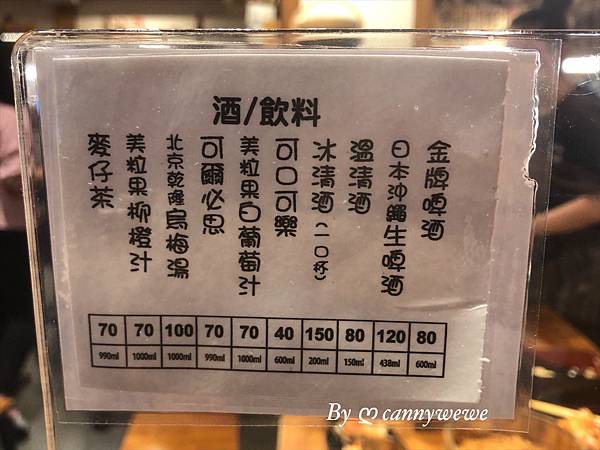 酒/飲料
金牌啤酒
日本沖繩生啤酒
溫清酒
冰清酒(一口杯)
可口可樂
美粒果白葡萄汁
可爾必思
北京乾隆烏梅湯
美粒果柳橙汁
麥仔茶
70 70 100 70 70 40 150 80 120 80
990ml 1000ml 1000ml 990ml 1000ml 600ml 200ml 150ml 438ml 600ml
By ღ cannywewe